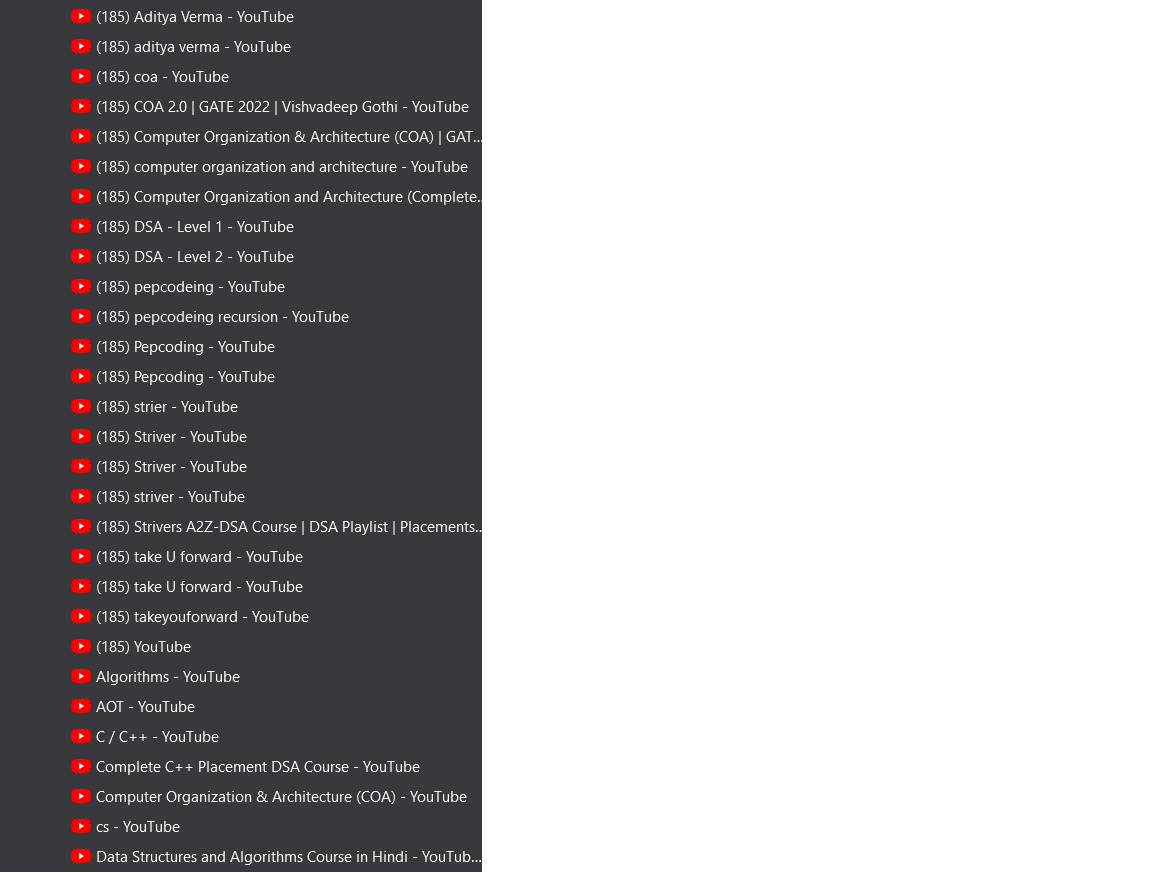 (185) Aditya Verma - YouTube
(185) aditya verma - YouTube
(185) coa - YouTube
(185) COA 2.0 | GATE 2022 | Vishvadeep Gothi - YouTube
(185) Computer Organization & Architecture (COA) | GAT...
(185) computer organization and architecture - YouTube
(185) Computer Organization and Architecture (Complete...
(185) DSA - Level 1 - YouTube
(185) DSA - Level 2 - YouTube
(185) pepcodeing - YouTube
(185) pepcodeing recursion - YouTube
(185) Pepcoding - YouTube
(185) Pepcoding - YouTube
(185) strier - YouTube
(185) Striver - YouTube
(185) Striver - YouTube
(185) striver - YouTube
(185) Strivers A2Z-DSA Course | DSA Playlist | Placements...
(185) take U forward - YouTube
(185) take U forward - YouTube
(185) takeyouforward - YouTube
(185) YouTube
Algorithms - YouTube
AOT - YouTube
C / C++ - YouTube
Complete C++ Placement DSA Course - YouTube
Computer Organization & Architecture (COA) - YouTube
cs - YouTube
Data Structures and Algorithms Course in Hindi - YouTub...